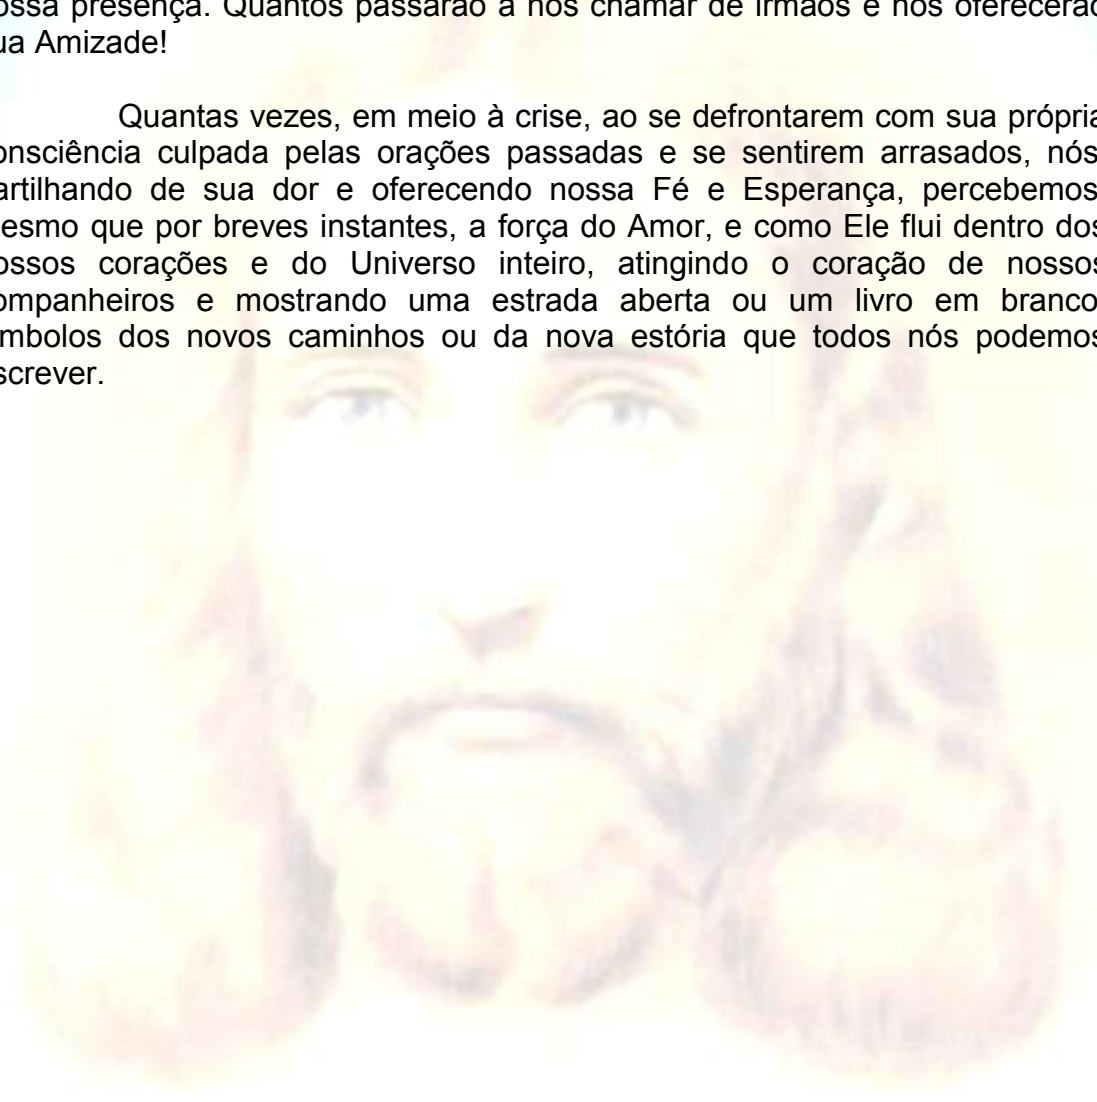 ossa presença. Quantos passarão a nos chamar de irmãos e nos oferecerão
ua Amizade!
Quantas vezes, em meio à crise, ao se defrontarem com sua própria
onsciência culpada pelas orações passadas e se sentirem arrasados, nós
artilhando de sua dor e oferecendo nossa Fé e Esperança, percebemos
esmo que por breves instantes, a força do Amor, e como Ele flui dentro dos
ossos corações e do Universo inteiro, atingindo o coração de nossos
ompanheiros e mostrando uma estrada aberta ou um livro em branco
ímbolos dos novos caminhos ou da nova estória que todos nós podemos
screver.